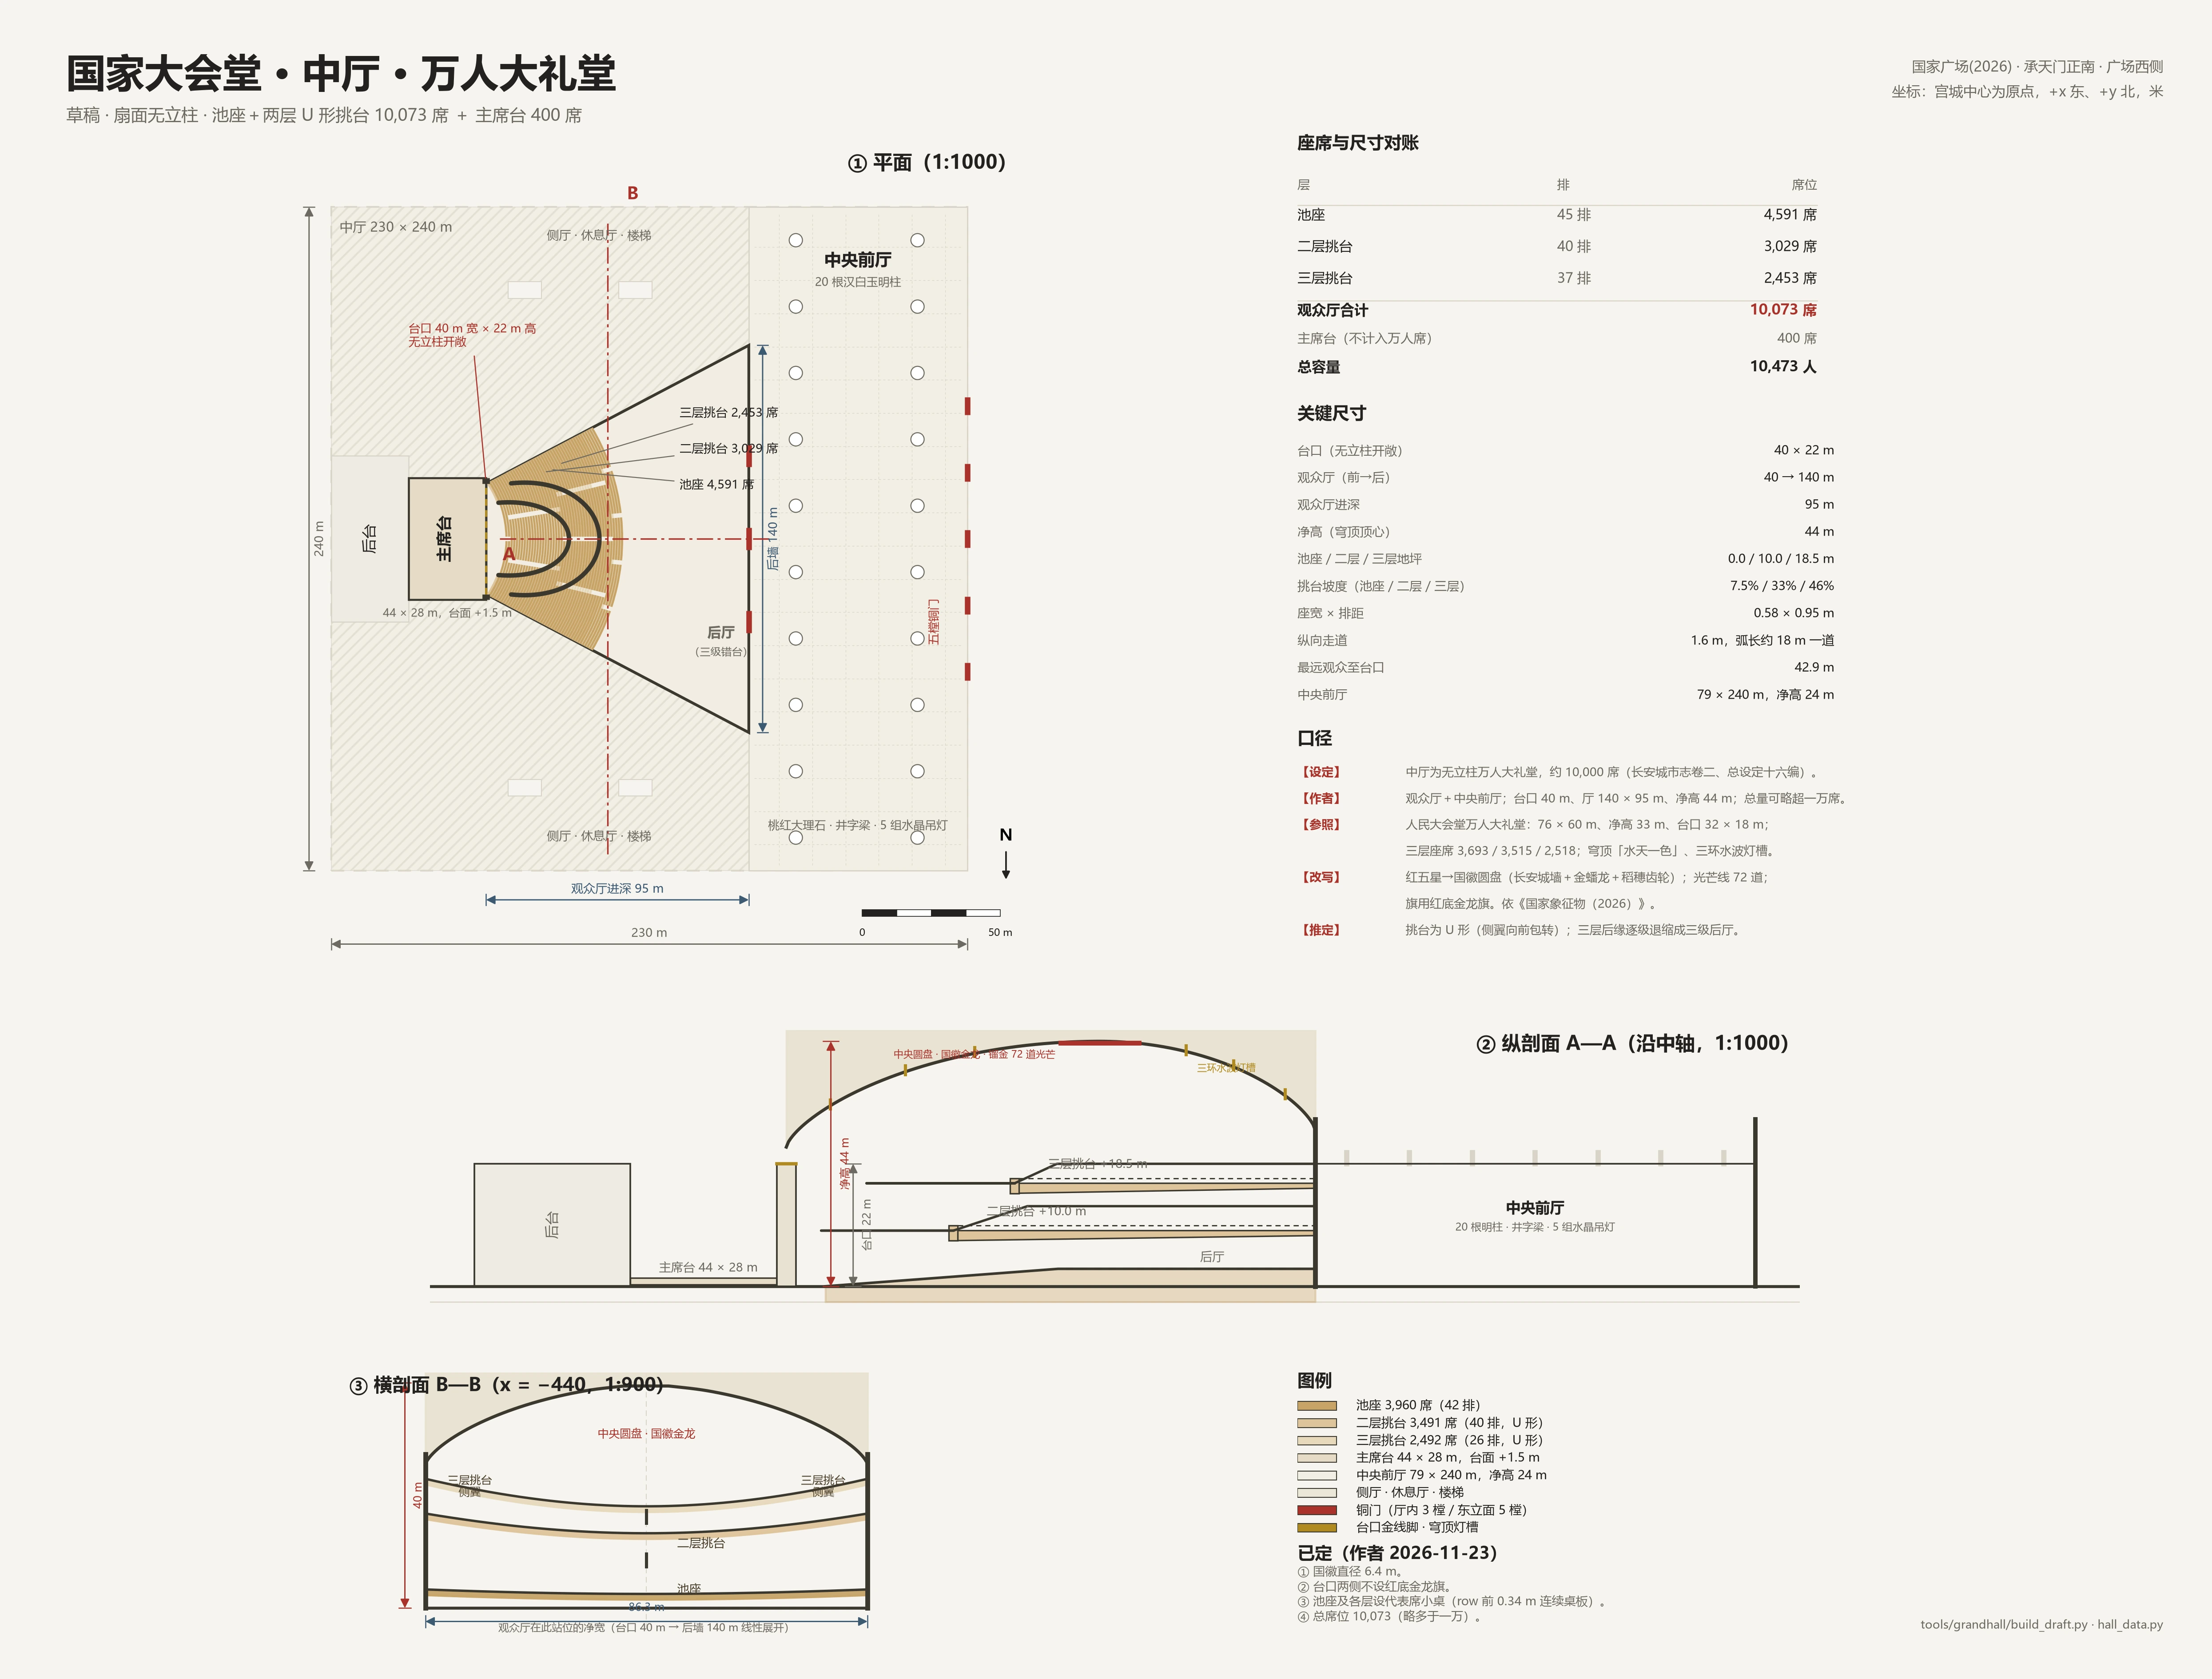 国家大会堂・中厅・万人大礼堂
草稿 · 扇面无立柱 · 池座 + 两层 U 形挑台 10,073 席 + 主席台 400 席
国家广场(2026) · 承天门正南 · 广场西侧
坐标：宫城中心为原点，+x 东、+y 北，米
① 平面（1:1000）
B
中厅 230 × 240 m
侧厅 · 休息厅 · 楼梯
中央前厅
20 根汉白玉明柱
台口 40 m 宽 × 22 m 高
无立柱开敞
三层挑台 2,453 席
二层挑台 3,029 席
池座 4,591 席
240 m
后台
主席台
A
后墙 140 m
44 × 28 m，台面 +1.5 m
后厅
（三级错台）
五樘铜门
桃红大理石 · 井字梁 · 5 组水晶吊灯
侧厅 · 休息厅 · 楼梯
N
观众厅进深 95 m
0
50 m
230 m
座席与尺寸对账
层 排 席位
池座 45 排 4,591 席
二层挑台 40 排 3,029 席
三层挑台 37 排 2,453 席
观众厅合计 10,073 席
主席台（不计入万人席） 400 席
总容量 10,473 人
关键尺寸
台口（无立柱开敞） 40 × 22 m
观众厅（前→后） 40 → 140 m
观众厅进深 95 m
净高（穹顶顶心） 44 m
池座 / 二层 / 三层地坪 0.0 / 10.0 / 18.5 m
挑台坡度（池座 / 二层 / 三层） 7.5% / 33% / 46%
座宽 × 排距 0.58 × 0.95 m
纵向走道 1.6 m，弧长约 18 m 一道
最远观众至台口 42.9 m
中央前厅 79 × 240 m，净高 24 m
口径
【设定】 中厅为无立柱万人大礼堂，约 10,000 席（长安城市志卷二、总设定十六编）。
【作者】 观众厅 + 中央前厅；台口 40 m、厅 140 × 95 m、净高 44 m；总量可略超一万席。
【参照】 人民大会堂万人大礼堂：76 × 60 m、净高 33 m、台口 32 × 18 m；
三层座席 3,693 / 3,515 / 2,518；穹顶「水天一色」、三环水波灯槽。
【改写】 红五星→国徽圆盘（长安城墙 + 金蟠龙 + 稻穗齿轮）；光芒线 72 道；
旗用红底金龙旗。依《国家象征物（2026）》。
【推定】 挑台为 U 形（侧翼向前包转）；三层后缘逐级退缩成三级后厅。
② 纵剖面 A—A（沿中轴，1:1000）
中央圆盘 · 国徽金龙 · 镏金 72 道光芒
三环水波灯槽
净高 44 m
台口 22 m
三层挑台 +18.5 m
二层挑台 +10.0 m
后台
主席台 44 × 28 m
后厅
中央前厅
20 根明柱 · 井字梁 · 5 组水晶吊灯
③ 横剖面 B—B（x = −440，1:900）
中央圆盘 · 国徽金龙
三层挑台
侧翼
三层挑台
侧翼
40 m
二层挑台
池座
86.3 m
观众厅在此站位的净宽（台口 40 m → 后墙 140 m 线性展开）
图例
池座 3,960 席（42 排）
二层挑台 3,491 席（40 排，U 形）
三层挑台 2,492 席（26 排，U 形）
主席台 44 × 28 m，台面 +1.5 m
中央前厅 79 × 240 m，净高 24 m
侧厅 · 休息厅 · 楼梯
铜门（厅内 3 樘 / 东立面 5 樘）
台口金线脚 · 穹顶灯槽
已定（作者 2026-11-23）
① 国徽直径 6.4 m。
② 台口两侧不设红底金龙旗。
③ 池座及各层设代表席小桌（row 前 0.34 m 连续桌板）。
④ 总席位 10,073（略多于一万）。
tools/grandhall/build_draft.py · hall_data.py